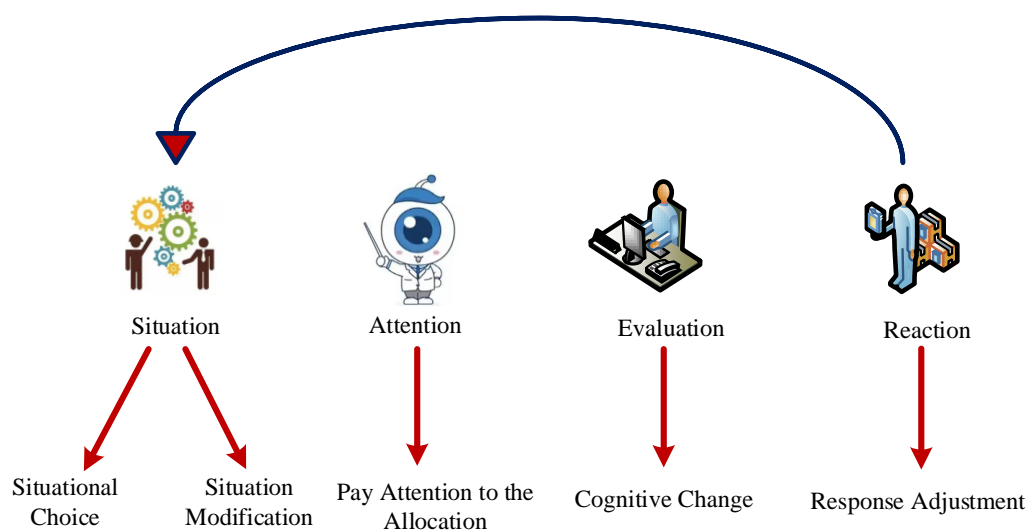 Situation
Attention
Evaluation
Reaction
Situational
Choice
Situation
Modification
Pay Attention to the
Allocation
Cognitive Change
Response Adjustment